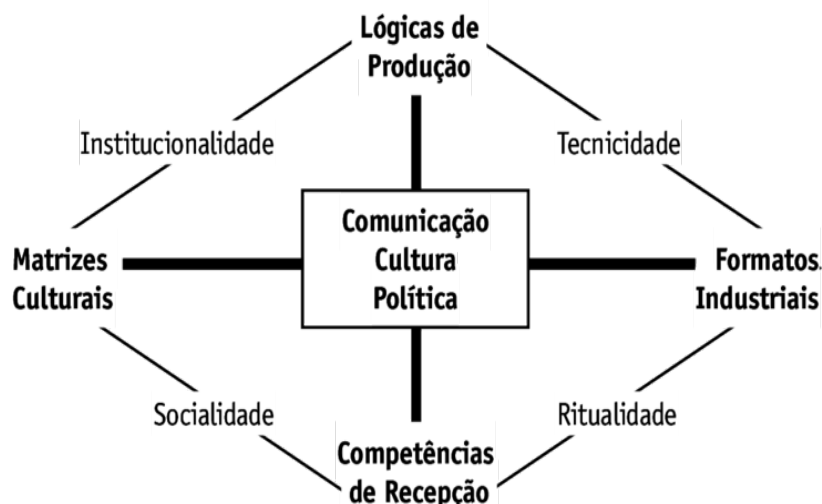 Lógicas de
Produção
Institucionalidade
Tecnicidade
Comunicação
Cultura
Política
Matrizes
Culturais
Formatos
Industriais
Socialidade
Ritualidade
Competências
de Recepção